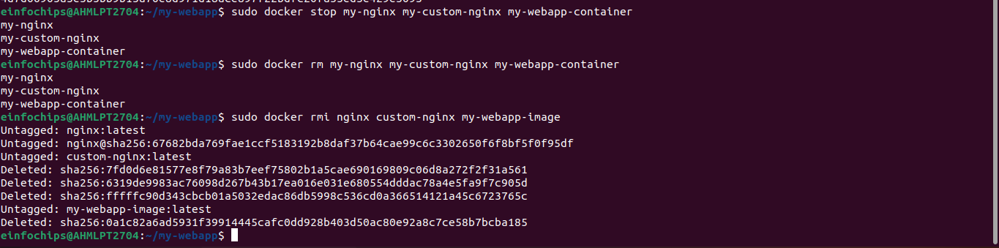 einfochips@AHMLPT2704:~/my-webapp$ sudo docker stop my-nginx my-custom-nginx my-webapp-container
my-nginx
my-custom-nginx
my-webapp-container
einfochips@AHMLPT2704:~/my-webapp$ sudo docker rm my-nginx my-custom-nginx my-webapp-container
my-nginx
my-custom-nginx
my-webapp-container
einfochips@AHMLPT2704:~/my-webapp$ sudo docker rmi nginx custom-nginx my-webapp-image
Untagged: nginx:latest
Untagged: nginx@sha256:67682bda769fae1ccf5183192b8daf37b64cae99c6c3302650f6f8bf5f0f95df
Untagged: custom-nginx:latest
Deleted: sha256:7fd0d6e81577e8f79a83b7eef75802b1a5cae690169809c06d8a272f2f31a561
Deleted: sha256:6319de9983ac76098d267b43b17ea016e031e680554dddac78a4e5fa9f7c905d
Deleted: sha256:fffffc90d343cbcb01a5032edac86db5998c536cd0a366514121a45c6723765c
Untagged: my-webapp-image:latest
Deleted: sha256:0a1c82a6ad5931f39914445cafc0dd928b403d50ac80e92a8c7ce58b7bcba185
einfochips@AHMLPT2704:~/my-webapp$